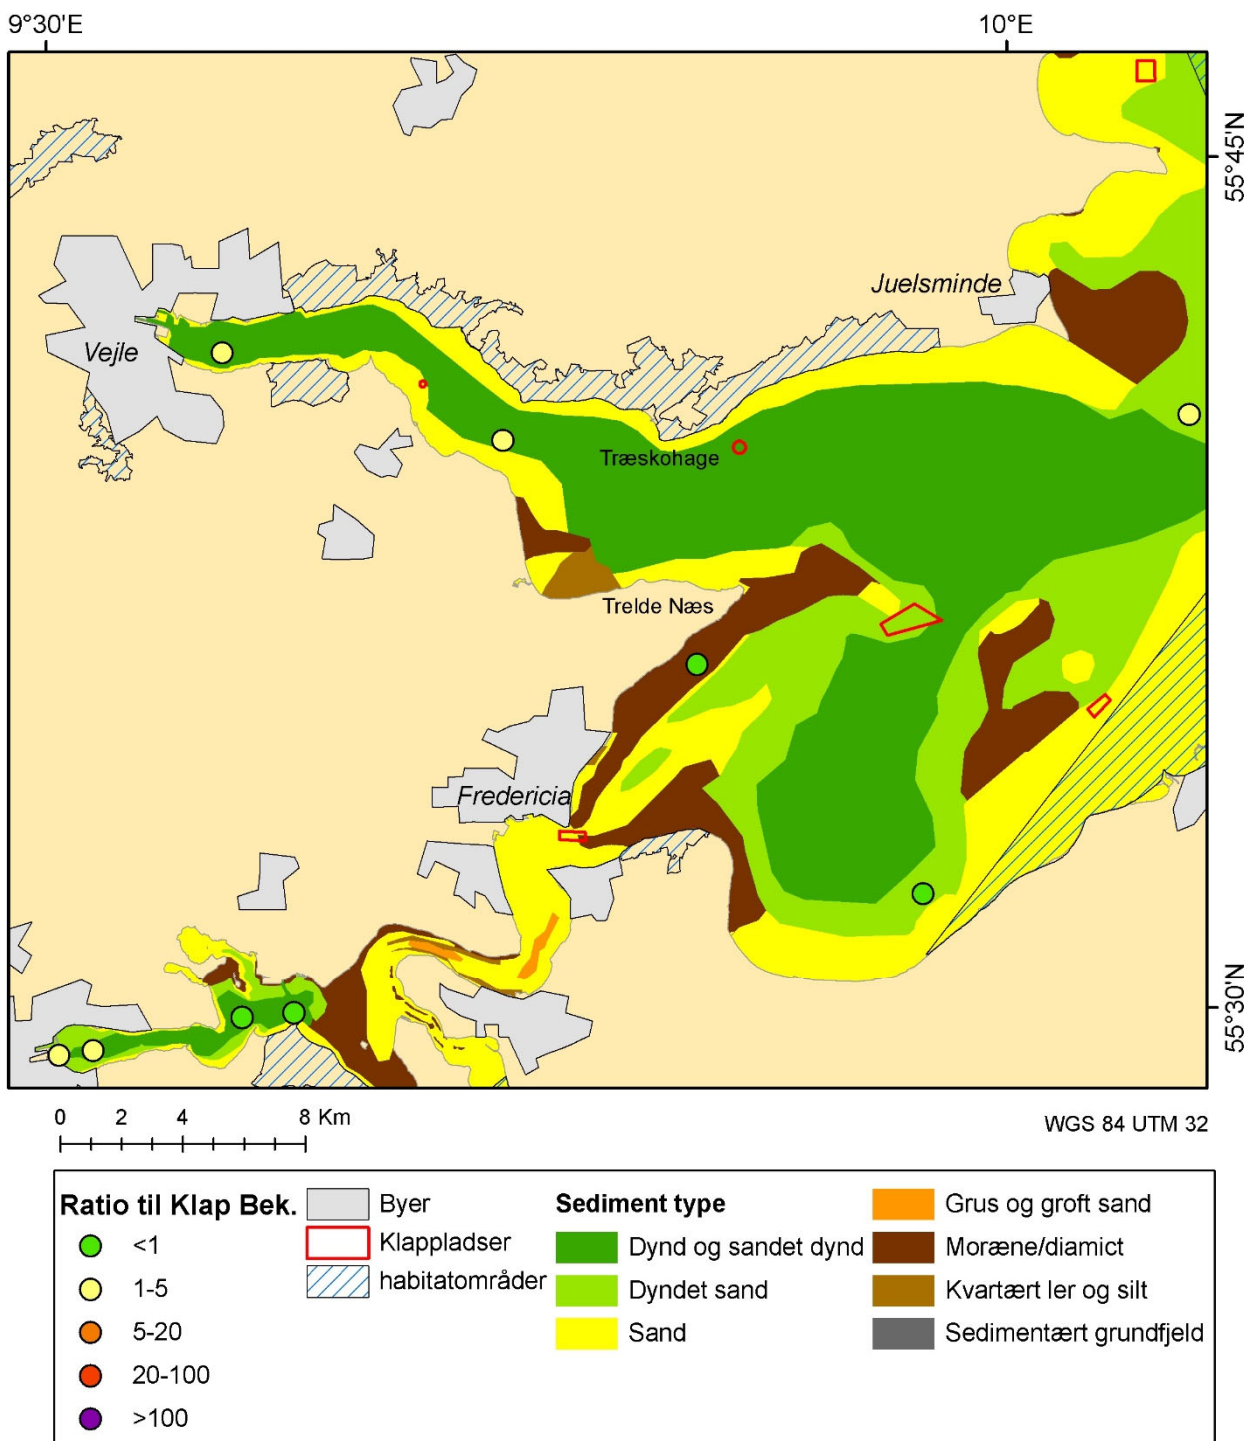 9°30'E
10°E
55°45'N
Juelsminde
Vejle
Træskohage
Trelde Næs
Fredericia
55°30'N
0 2 4 8 Km
WGS 84 UTM 32
Ratio til Klap Bek.
<1
1-5
5-20
20-100
>100
Byer
Klappladser
habitatområder
Sediment type
Dynd og sandet dynd
Dyndet sand
Sand
Grus og groft sand
Moræne/diamict
Kvartært ler og silt
Sedimentært grundfjeld